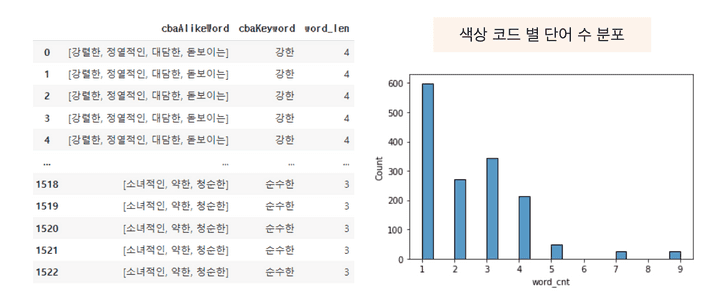 cbaAlikeWord cbaKeyword word_len
0 [강렬한, 정열적인, 대담한, 돋보이는] 강한 4
1 [강렬한, 정열적인, 대담한, 돋보이는] 강한 4
2 [강렬한, 정열적인, 대담한, 돋보이는] 강한 4
3 [강렬한, 정열적인, 대담한, 돋보이는] 강한 4
4 [강렬한, 정열적인, 대담한, 돋보이는] 강한 4
... ... ... ...
1518 [소녀적인, 약한, 청순한] 순수한 3
1519 [소녀적인, 약한, 청순한] 순수한 3
1520 [소녀적인, 약한, 청순한] 순수한 3
1521 [소녀적인, 약한, 청순한] 순수한 3
1522 [소녀적인, 약한, 청순한] 순수한 3
색상 코드 별 단어 수 분포
600
500
400
300
200
100
0
Count
1 2 3 4 5 6 7 8 9
word_cnt